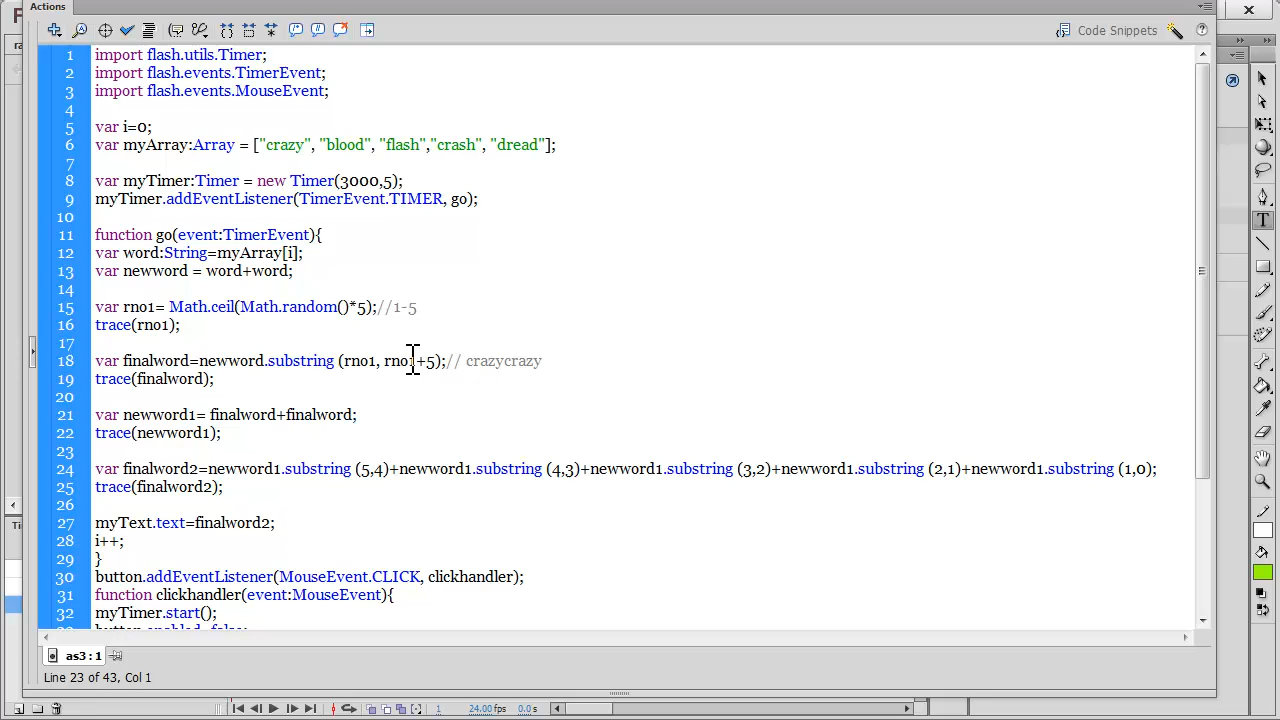 Actions
Code Snippets
1 import flash.utils.Timer;
2 import flash.events.TimerEvent;
3 import flash.events.MouseEvent;
4
5 var i=0;
6 var myArray:Array = ["crazy", "blood", "flash","crash", "dread"];
7
8 var myTimer:Timer = new Timer(3000,5);
9 myTimer.addEventListener(TimerEvent.TIMER, go);
10
11 function go(event:TimerEvent){
12 var word:String=myArray[i];
13 var newword = word+word;
14
15 var rno1= Math.ceil(Math.random()*5);//1-5
16 trace(rno1);
17
18 var finalword=newword.substring (rno1, rno1+5);// crazycrazy
19 trace(finalword);
20
21 var newword1= finalword+finalword;
22 trace(newword1);
23
24 var finalword2=newword1.substring (5,4)+newword1.substring (4,3)+newword1.substring (3,2)+newword1.substring (2,1)+newword1.substring (1,0);
25 trace(finalword2);
26
27 myText.text=finalword2;
28 i++;
29 }
30 button.addEventListener(MouseEvent.CLICK, clickhandler);
31 function clickhandler(event:MouseEvent){
32 myTimer.start();
as3:1
Line 23 of 43, Col 1
1 24.00 fps 0.0 s